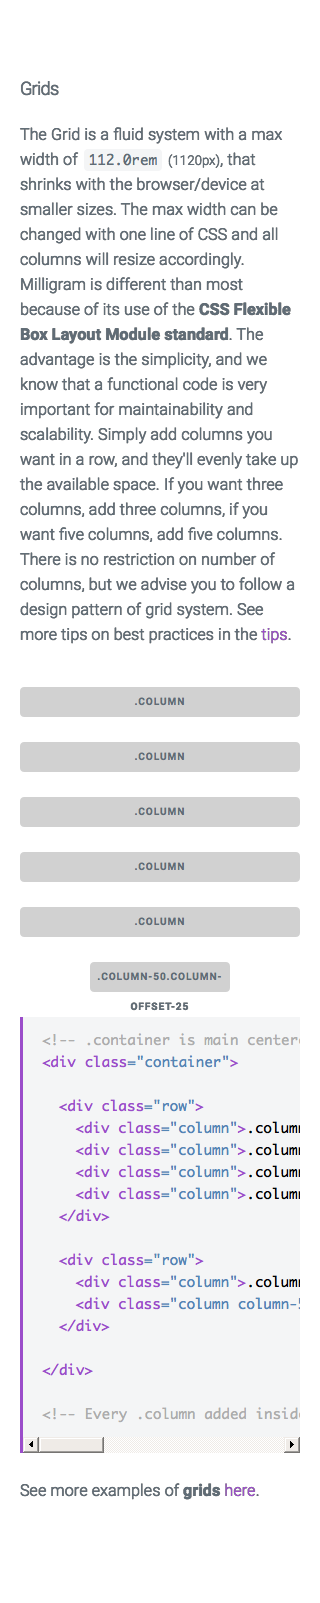 Grids
The Grid is a fluid system with a max
width of 112.0rem (1120px), that
shrinks with the browser/device at
smaller sizes. The max width can be
changed with one line of CSS and all
columns will resize accordingly.
Milligram is different than most
because of its use of the CSS Flexible
Box Layout Module standard. The
advantage is the simplicity, and we
know that a functional code is very
important for maintainability and
scalability. Simply add columns you
want in a row, and they'll evenly take up
the available space. If you want three
columns, add three columns, if you
want five columns, add five columns.
There is no restriction on number of
columns, but we advise you to follow a
design pattern of grid system. See
more tips on best practices in the tips.
.COLUMN
.COLUMN
.COLUMN
.COLUMN
.COLUMN
.COLUMN-50.COLUMN-
OFFSET-25
<!-- .container is main center
<div class="container">
<div class="row">
<div class="column">.colum
<div class="column">.colum
<div class="column">.colum
<div class="column">.colum
</div>
<div class="row">
<div class="column">.colum
<div class="column column-
</div>
</div>
<!-- Every .column added insid
See more examples of grids here.